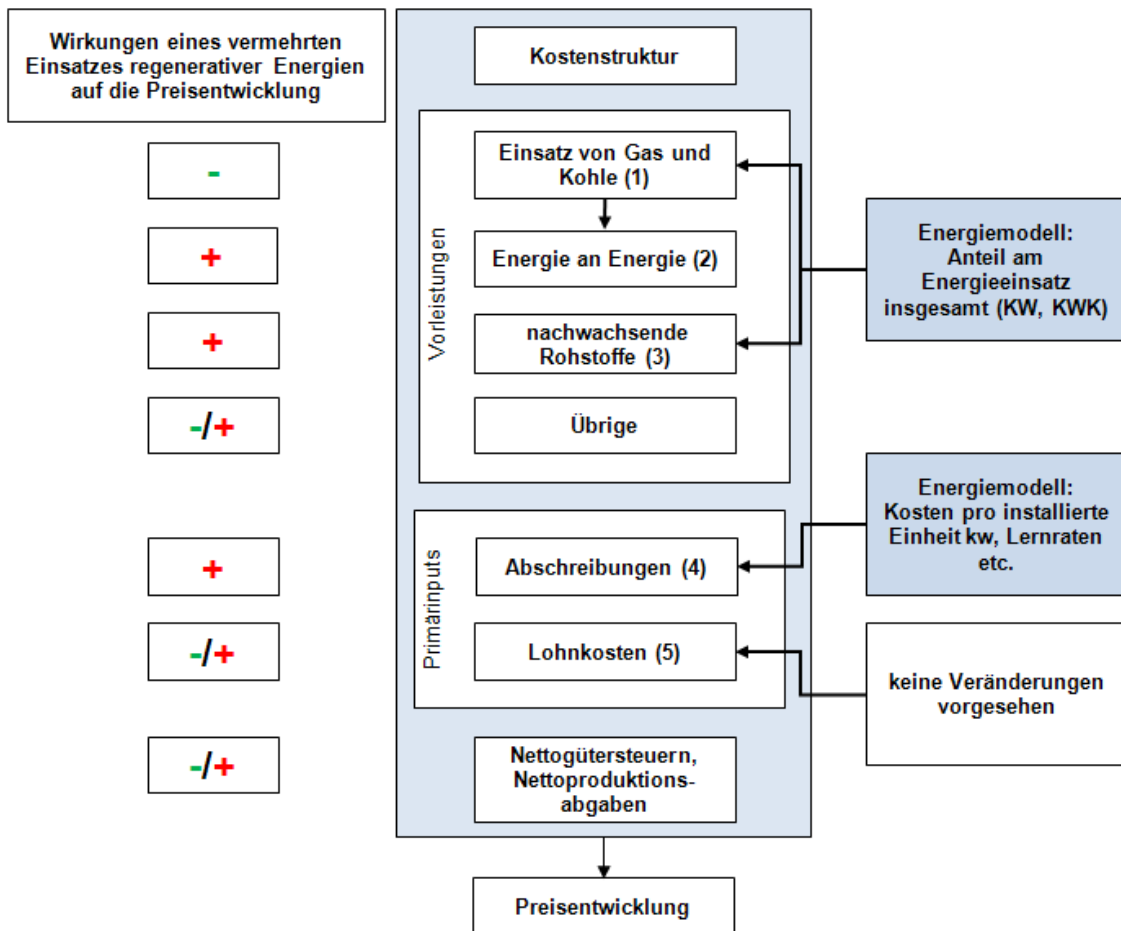 Wirkungen eines vermehrten
Einsatzes regenerativer Energien
auf die Preisentwicklung
Kostenstruktur
-
Einsatz von Gas und
Kohle (1)
+
Energie an Energie (2)
+
nachwachsende
Rohstoffe (3)
-/+
Übrige
Vorleistungen
Energiemodell:
Anteil am
Energieeinsatz
insgesamt (KW, KWK)
+
Abschreibungen (4)
-/+
Lohnkosten (5)
Primärinputs
Energiemodell:
Kosten pro installierte
Einheit kw, Lernraten
etc.
keine Veränderungen
vorgesehen
-/+
Nettogütersteuern,
Nettoproduktions-
abgaben
Preisentwicklung